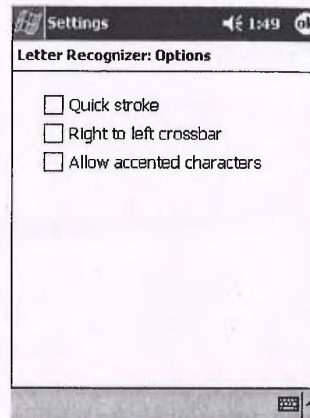 Settings 1:49 ok
Letter Recognizer: Options
Quick stroke
Right to left crossbar
Allow accented characters